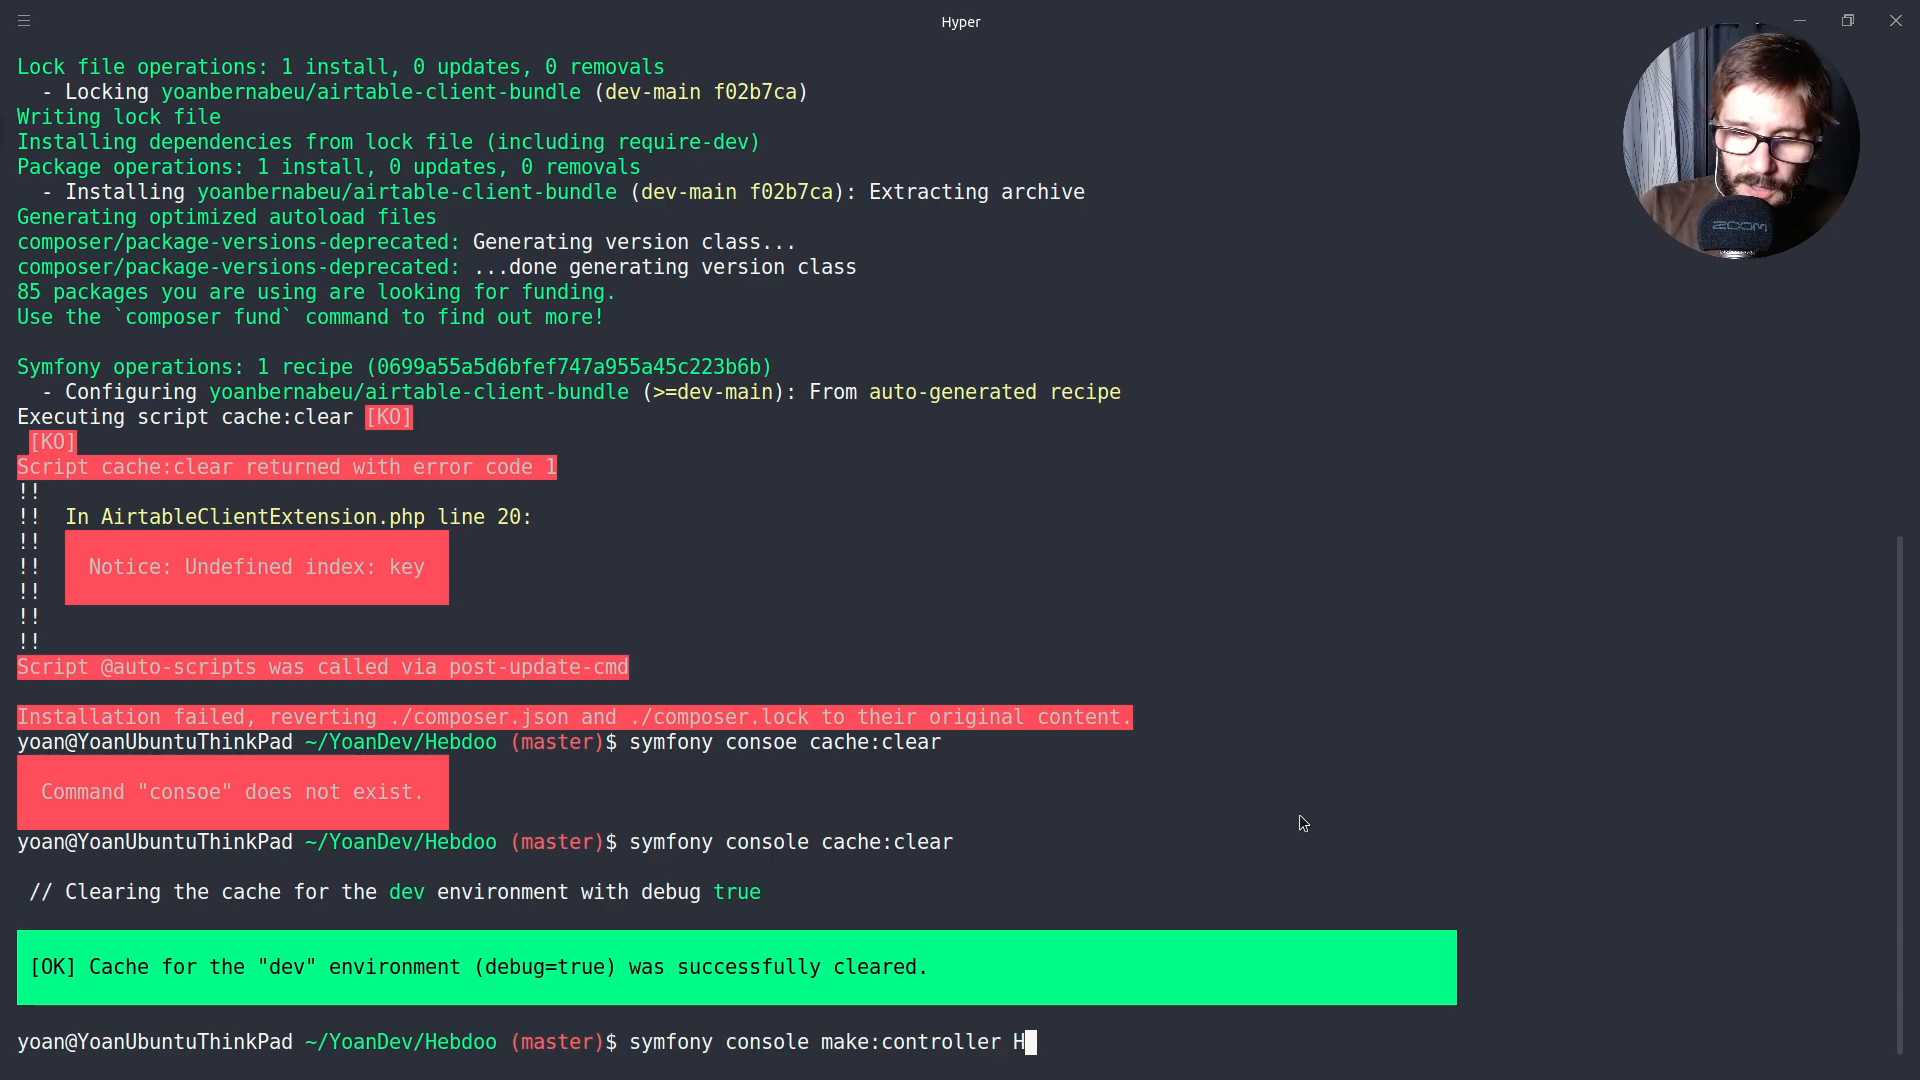 Hyper
Lock file operations: 1 install, 0 updates, 0 removals
- Locking yoanbernabeu/airtable-client-bundle (dev-main f02b7ca)
Writing lock file
Installing dependencies from lock file (including require-dev)
Package operations: 1 install, 0 updates, 0 removals
- Installing yoanbernabeu/airtable-client-bundle (dev-main f02b7ca): Extracting archive
Generating optimized autoload files
composer/package-versions-deprecated: Generating version class...
composer/package-versions-deprecated: ...done generating version class
85 packages you are using are looking for funding.
Use the `composer fund` command to find out more!
Symfony operations: 1 recipe (0699a55a5d6bfef747a955a45c223b6b)
- Configuring yoanbernabeu/airtable-client-bundle (>=dev-main): From auto-generated recipe
Executing script cache:clear [KO]
[KO]
Script cache:clear returned with error code 1
!!
!! In AirtableClientExtension.php line 20:
!!
!! Notice: Undefined index: key
!!
!!
!!
Script @auto-scripts was called via post-update-cmd
Installation failed, reverting ./composer.json and ./composer.lock to their original content.
yoan@YoanUbuntuThinkPad ~/YoanDev/Hebdoo (master)$ symfony consoe cache:clear
Command "consoe" does not exist.
yoan@YoanUbuntuThinkPad ~/YoanDev/Hebdoo (master)$ symfony console cache:clear
// Clearing the cache for the dev environment with debug true
[OK] Cache for the "dev" environment (debug=true) was successfully cleared.
yoan@YoanUbuntuThinkPad ~/YoanDev/Hebdoo (master)$ symfony console make:controller H
ZOOM